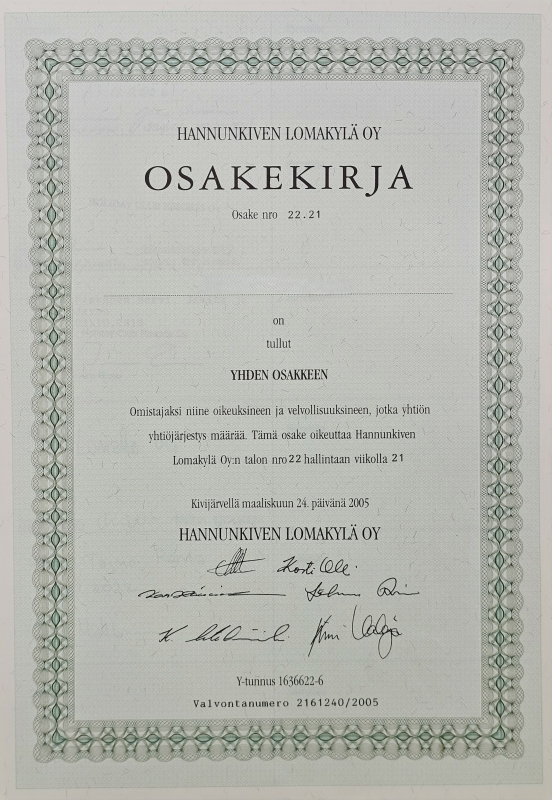 HANNUNKIVEN LOMAKYLÄ OY
OSAKEKIRJA
Osake nro 22.21
on
tullut
YHDEN OSAKKEEN
Omistajaksi niine oikeuksineen ja velvollisuuksineen, jotka yhtiön
yhtiöjärjestys määrää. Tämä osake oikeuttaa Hannunkiven
Lomakylä Oy:n talon nro 22 hallintaan viikolla 21
Kivijärvellä maaliskuun 24. päivänä 2005
HANNUNKIVEN LOMAKYLÄ OY
Y-tunnus 1636622-6
Valvontanumero 2161240/2005